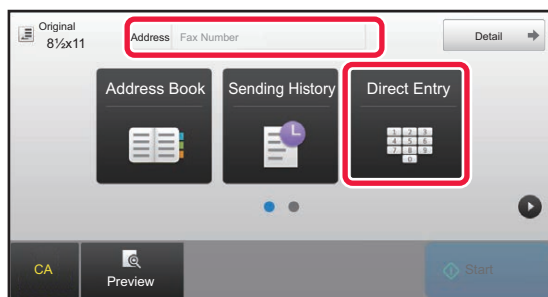 Original
8½x11
Address Fax Number
Detail
Address Book
Sending History
Direct Entry
1 2 3
4 5 6
7 8 9
0
CA
Preview
Start